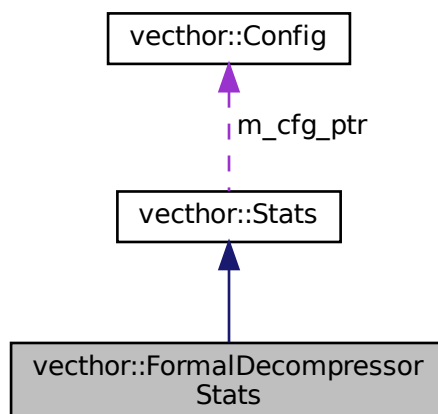 vecthor::Config
m_cfg_ptr
vecthor::Stats
vecthor::FormalDecompressor
Stats